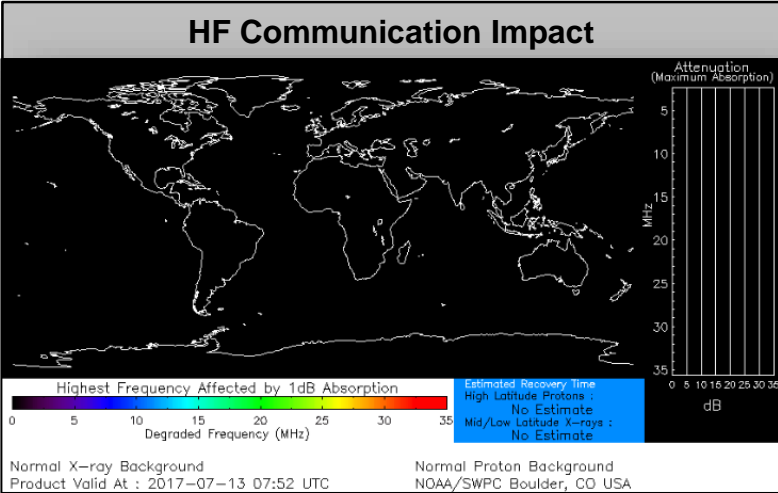 HF Communication Impact
Attenuation
(Maximum Absorption)
5
10
15
20
25
30
35
MHz
0 5 10 15 20 25 30 35
dB
Highest Frequency Affected by 1dB Absorption
0 5 10 15 20 25 30 35
Degraded Frequency (MHz)
Estimated Recovery Time
High Latitude Protons :
No Estimate
Mid/Low Latitude X-rays :
No Estimate
Normal X-ray Background
Normal Proton Background
Product Valid At : 2017-07-13 07:52 UTC
NOAA/SWPC Boulder, CO USA